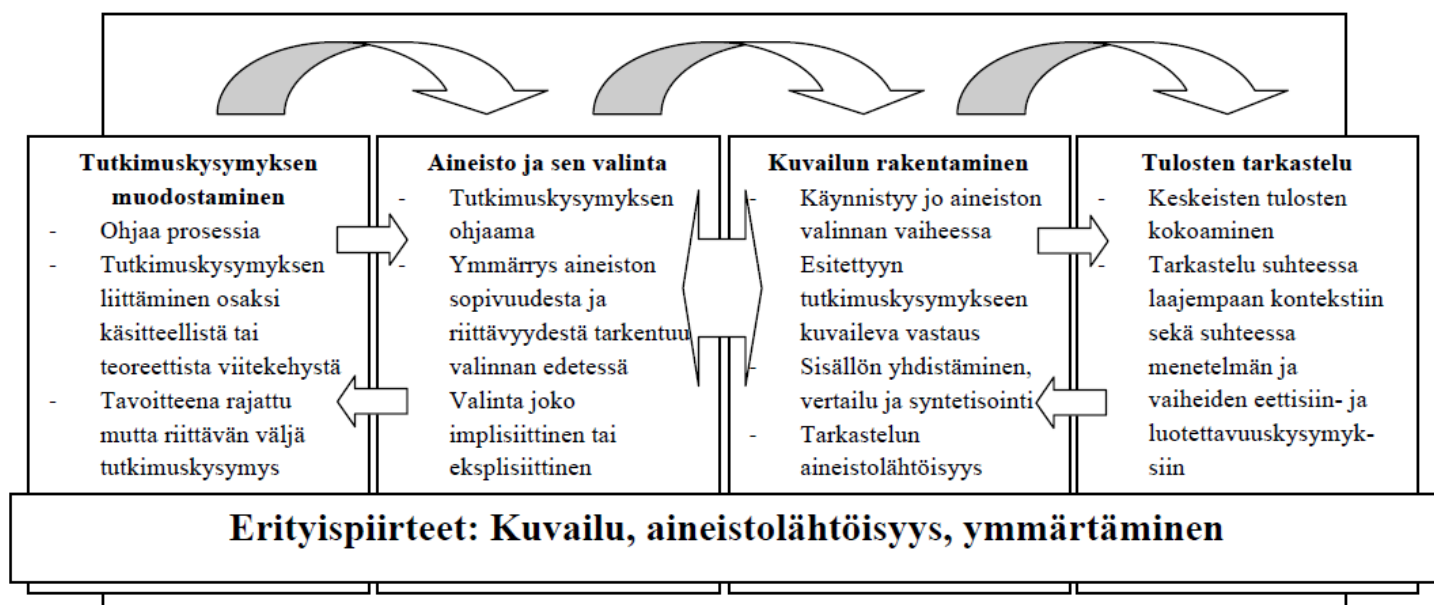 Tutkimuskysymyksen
muodostaminen
- Ohjaa prosessia
- Tutkimuskysymyksen
liittäminen osaksi
käsitteellistä tai
teoreettista viitekehystä
- Tavoitteena rajattu
mutta riittävän väljä
tutkimuskysymys
Aineisto ja sen valinta
- Tutkimuskysymyksen
ohjaama
- Ymmärrys aineiston
sopivuudesta ja
riittävyydestä tarkentuu
valinnan edetessä
- Valinta joko
implisiittinen tai
eksplisiittinen
Kuvailun rakentaminen
- Käynnistyy jo aineiston
valinnan vaiheessa
- Esitettyyn
tutkimuskysymykseen
kuvaileva vastaus
- Sisällön yhdistäminen,
vertailu ja syntetisointi
- Tarkastelun
aineistolähtöisyys
Tulosten tarkastelu
- Keskeisten tulosten
kokoaminen
- Tarkastelu suhteessa
laajempaan kontekstiin
sekä suhteessa
menetelmän ja
vaiheiden eettisiin- ja
luotettavuuskysymyk-
siin
Erityispiirteet: Kuvailu, aineistolähtöisyys, ymmärtäminen